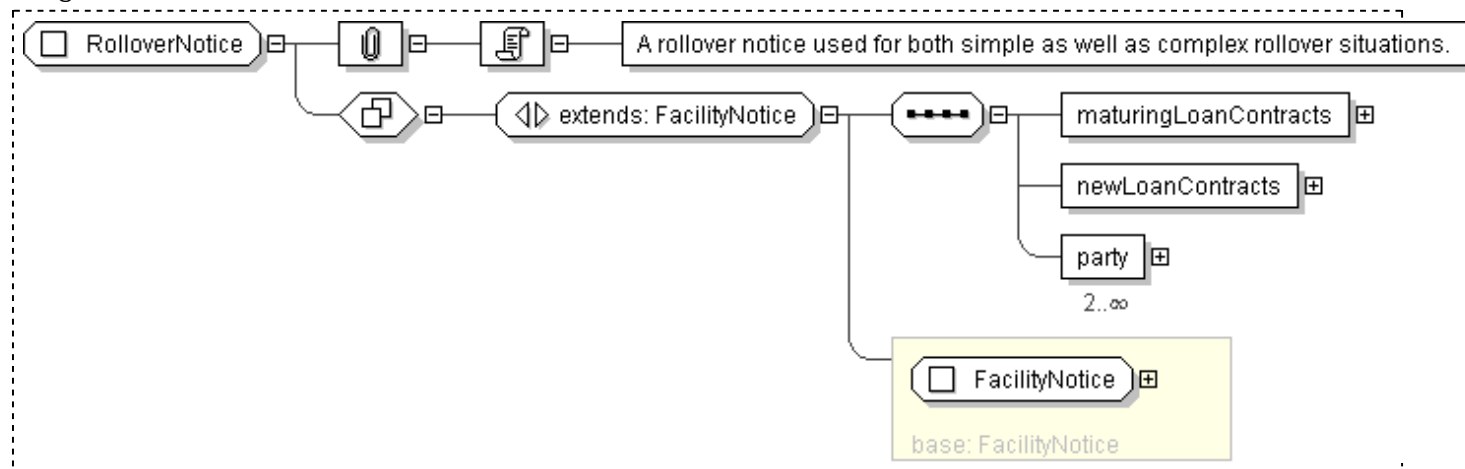 RolloverNotice
A rollover notice used for both simple as well as complex rollover situations.
extends: FacilityNotice
maturingLoanContracts
newLoanContracts
party
2..∞
FacilityNotice
base: FacilityNotice